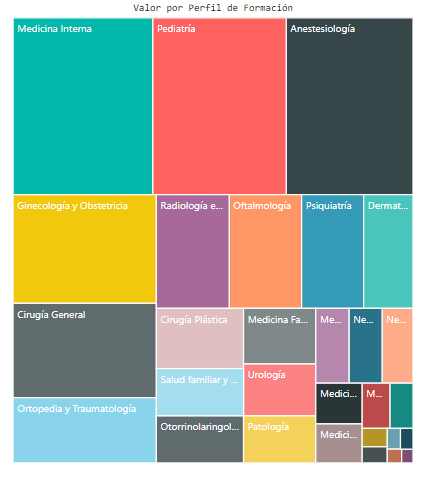 Valor por Perfil de Formación
Medicina Interna
Pediatría
Anestesiología
Ginecología y Obstetricia
Radiología e...
Oftalmología
Psiquiatría
Dermat...
Cirugía General
Cirugía Plástica
Medicina Fa...
Me...
Ne...
Ne...
Salud familiar y ...
Urología
Medici...
M...
Ortopedia y Traumatología
Otorrinolaringol...
Patología
Medici...